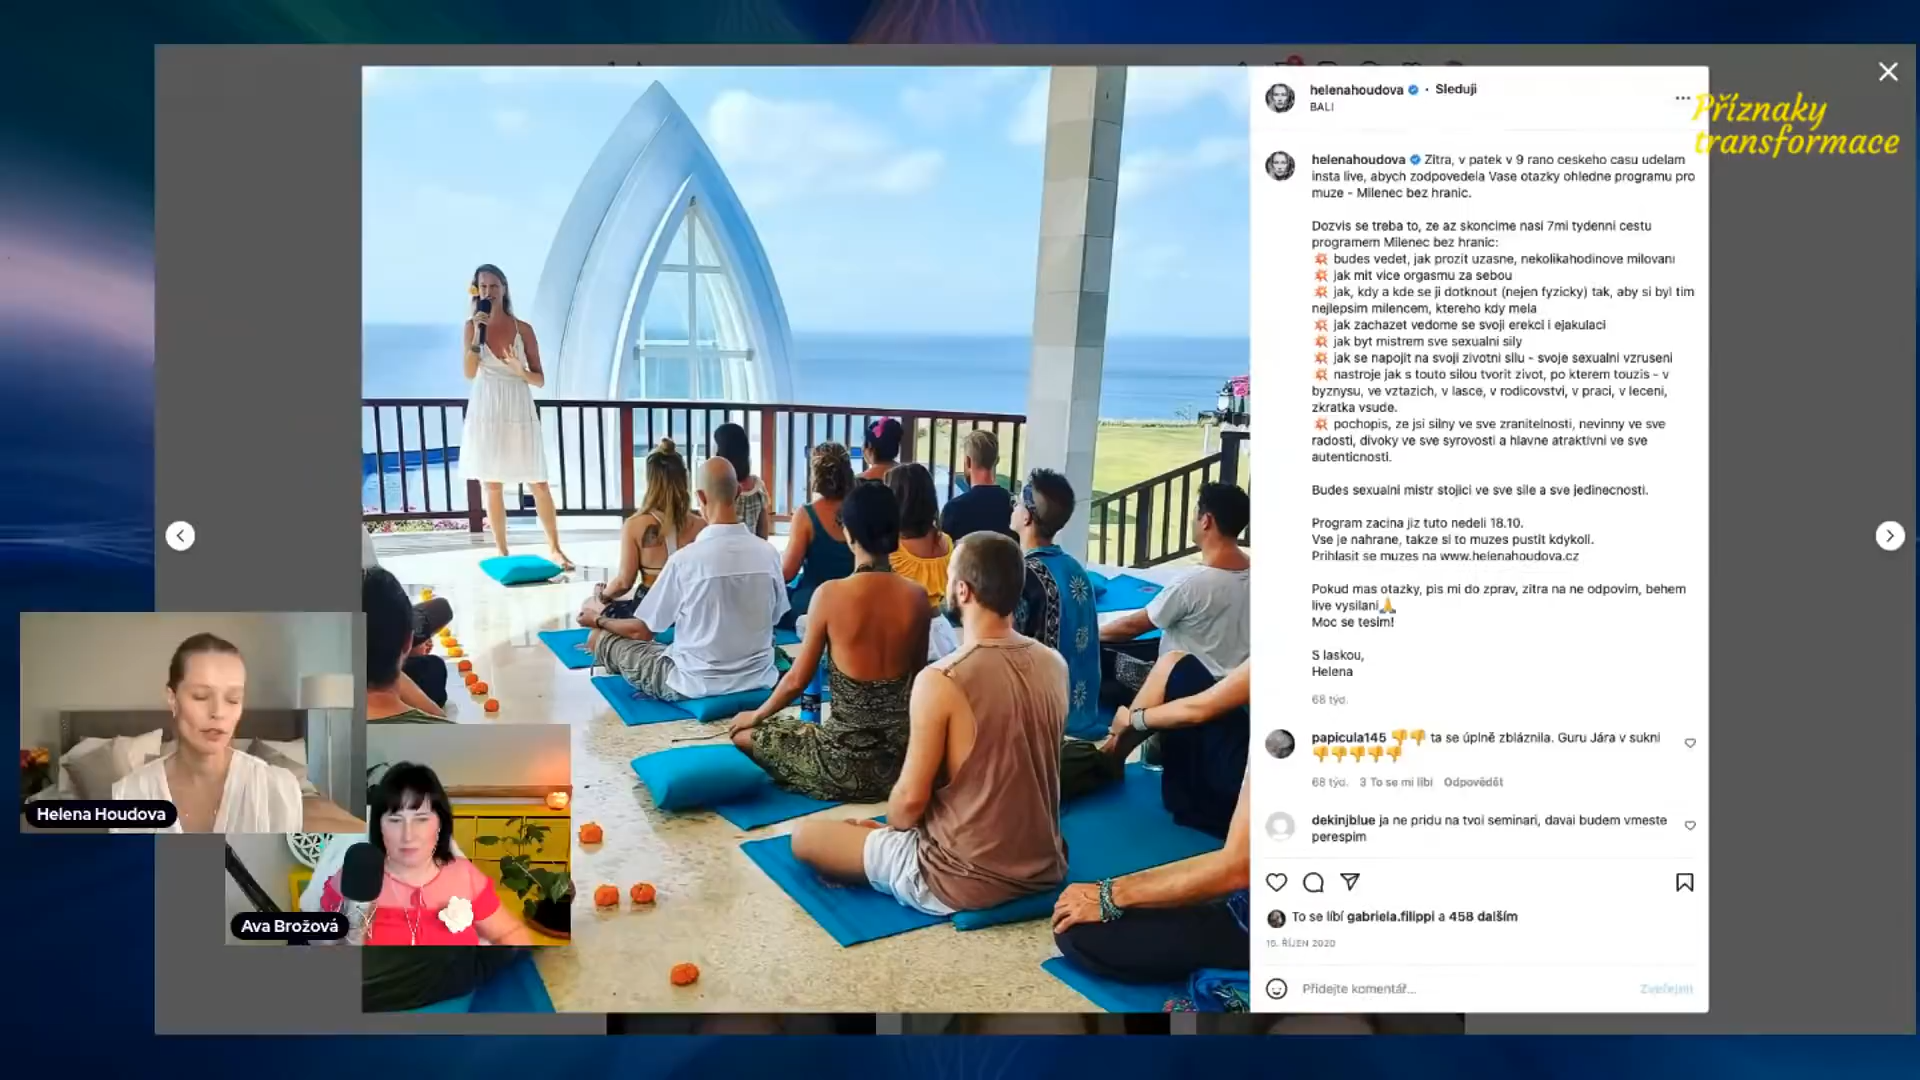 helenahoudova · Sleduji
BALI
Příznaky
transformace
helenahoudova Zitra, v patek v 9 rano ceskeho casu udelam
insta live, abych zodpovedela Vase otazky ohledne programu pro
muze - Milenec bez hranic.
Dozvis se treba to, ze az skoncime nasi 7mi tydenni cestu
programem Milenec bez hranic:
💥 budes vedet, jak prozit uzasne, nekolikahodinove milovani
💥 jak mit vice orgasmu za sebou
💥 jak, kdy a kde se ji dotknout (nejen fyzicky) tak, aby si byl tim
nejlepsim milencem, ktereho kdy mela
💥 jak zachazet vedome se svoji erekci i ejakulaci
💥 jak byt mistrem sve sexualni sily
💥 jak se napojit na svoji zivotni silu - svoje sexualni vzruseni
💥 nastroje jak s touto silou tvorit zivot, po kterem touzis - v
byznysu, ve vztazich, v lasce, v rodicovstvi, v praci, v leceni,
zkratka vsude.
💥 pochopis, ze jsi silny ve sve zranitelnosti, nevinny ve sve
radosti, divoky ve sve syrovosti a hlavne atraktivni ve sve
autenticnosti.
Budes sexualni mistr stojici ve sve sile a sve jedinecnosti.
Program zacina jiz tuto nedeli 18.10.
Vse je nahrane, takze si to muzes pustit kdykoli.
Prihlasit se muzes na www.helenahoudova.cz
Pokud mas otazky, pis mi do zprav, zitra na ne odpovim, behem
live vysilani🙏
Moc se tesim!
S laskou,
Helena
68 týd.
papicula145 👎👎 ta se úplně zbláznila. Guru Jára v sukni
👎👎👎👎👎
68 týd. 3 To se mi líbí Odpovědět
dekinjblue ja ne pridu na tvoi seminari, davai budem vmeste
perespim
To se líbí gabriela.filippi a 458 dalším
15. ŘÍJEN 2020
Přidejte komentář...
Zveřejnit
Helena Houdova
Ava Brožová